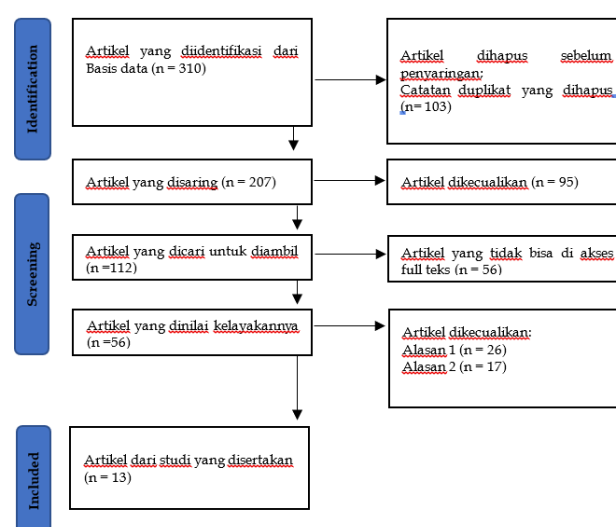 Identification
Artikel yang diidentifikasi dari
Basis data (n = 310)
Artikel dihapus sebelum
penyaringan:
Catatan duplikat yang dihapus
(n= 103)
Screening
Artikel yang disaring (n = 207)
Artikel dikecualikan (n = 95)
Artikel yang dicari untuk diambil
(n =112)
Artikel yang tidak bisa di akses
full teks (n = 56)
Artikel yang dinilai kelayakannya
(n =56)
Artikel dikecualikan:
Alasan 1 (n = 26)
Alasan 2 (n = 17)
Included
Artikel dari studi yang disertakan
(n = 13)